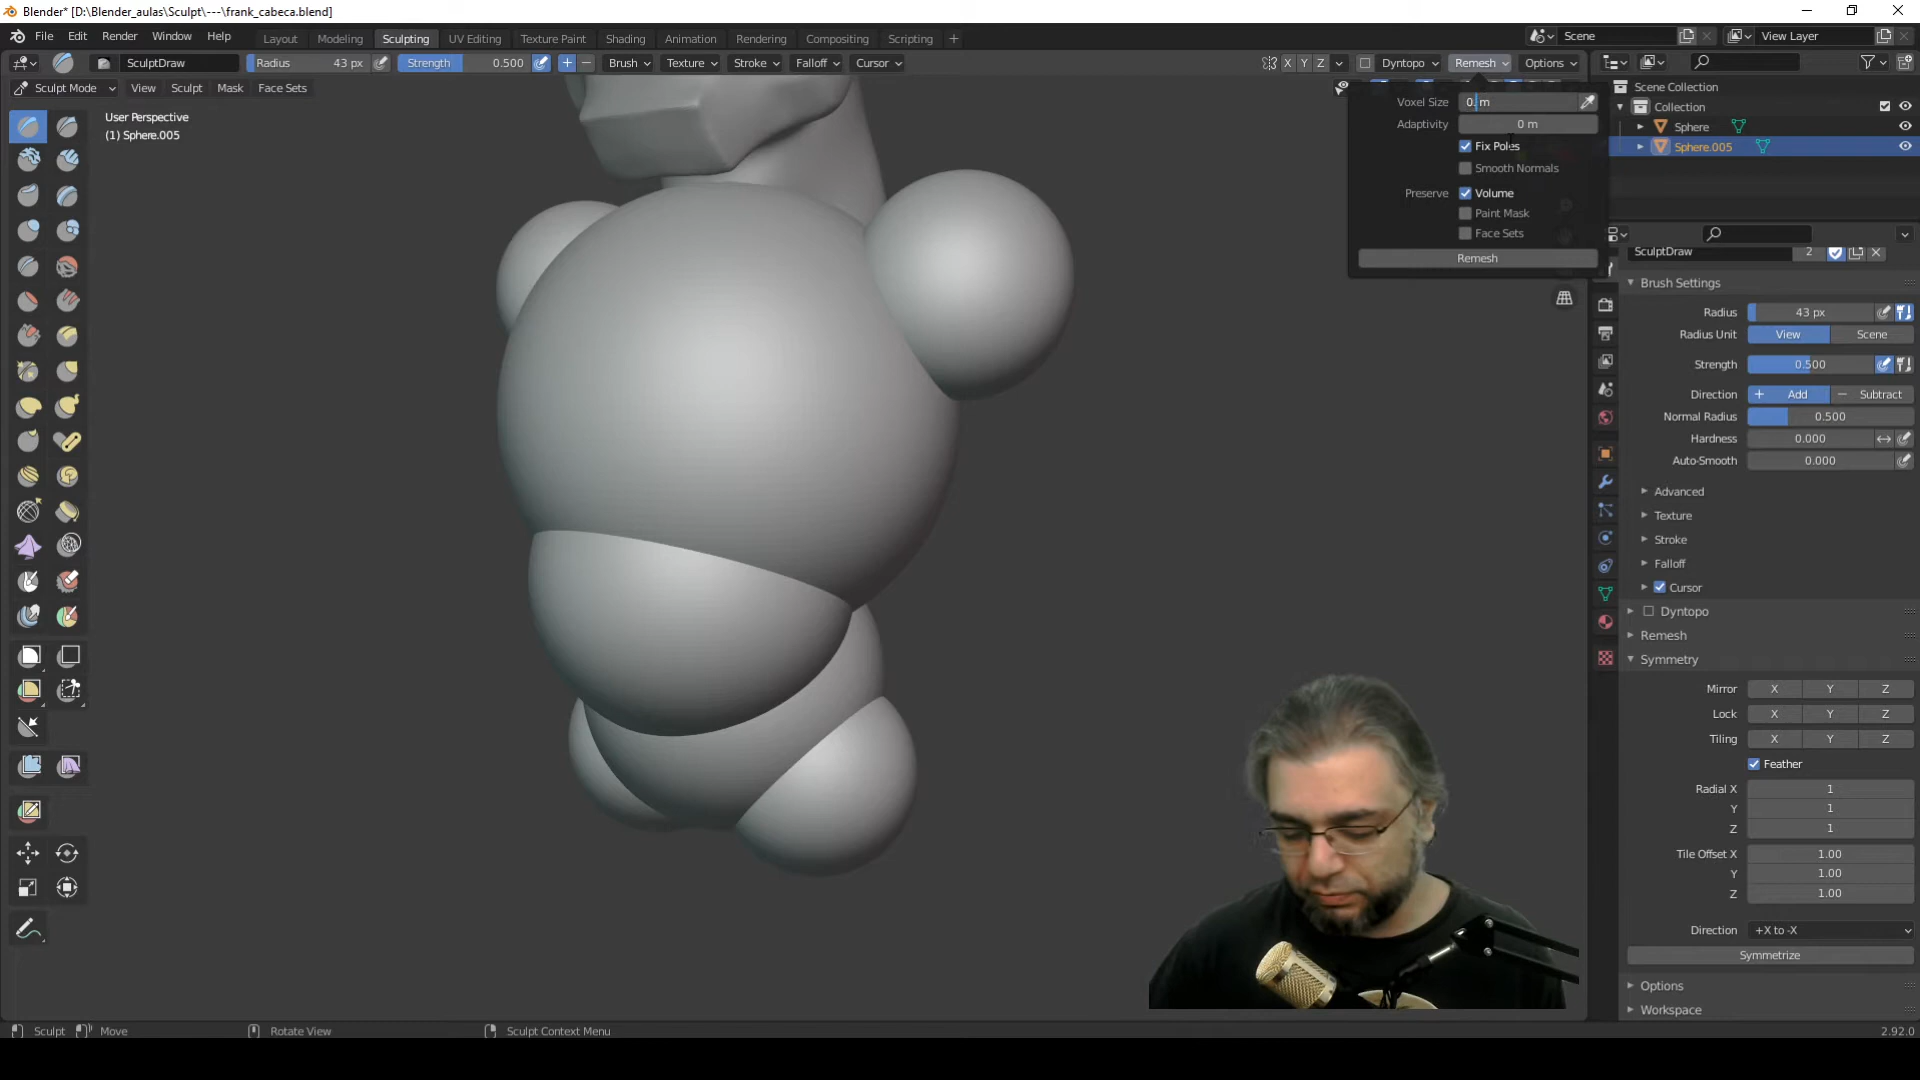 Blender* [D:\Blender_aulas\Sculpt\---\frank_cabeca.blend]
File Edit Render Window Help Layout Modeling Sculpting UV Editing Texture Paint Shading Animation Rendering Compositing Scripting + Scene View Layer
SculptDraw Radius 43 px Strength 0.500 + − Brush Texture Stroke Falloff Cursor X Y Z Dyntopo Remesh Options
Sculpt Mode View Sculpt Mask Face Sets
User Perspective
(1) Sphere.005
Voxel Size 0. m
Adaptivity 0 m
Fix Poles
Smooth Normals
Preserve Volume
Paint Mask
Face Sets
Remesh
Scene Collection
Collection
Sphere
Sphere.005
SculptDraw 2
Brush Settings
Radius 43 px
Radius Unit View Scene
Strength 0.500
Direction + Add − Subtract
Normal Radius 0.500
Hardness 0.000
Auto-Smooth 0.000
Advanced
Texture
Stroke
Falloff
Cursor
Dyntopo
Remesh
Symmetry
Mirror X Y Z
Lock X Y Z
Tiling X Y Z
Feather
Radial X 1
Y 1
Z 1
Tile Offset X 1.00
Y 1.00
Z 1.00
Direction +X to -X
Symmetrize
Options
Workspace
Sculpt Move Rotate View Sculpt Context Menu 2.92.0